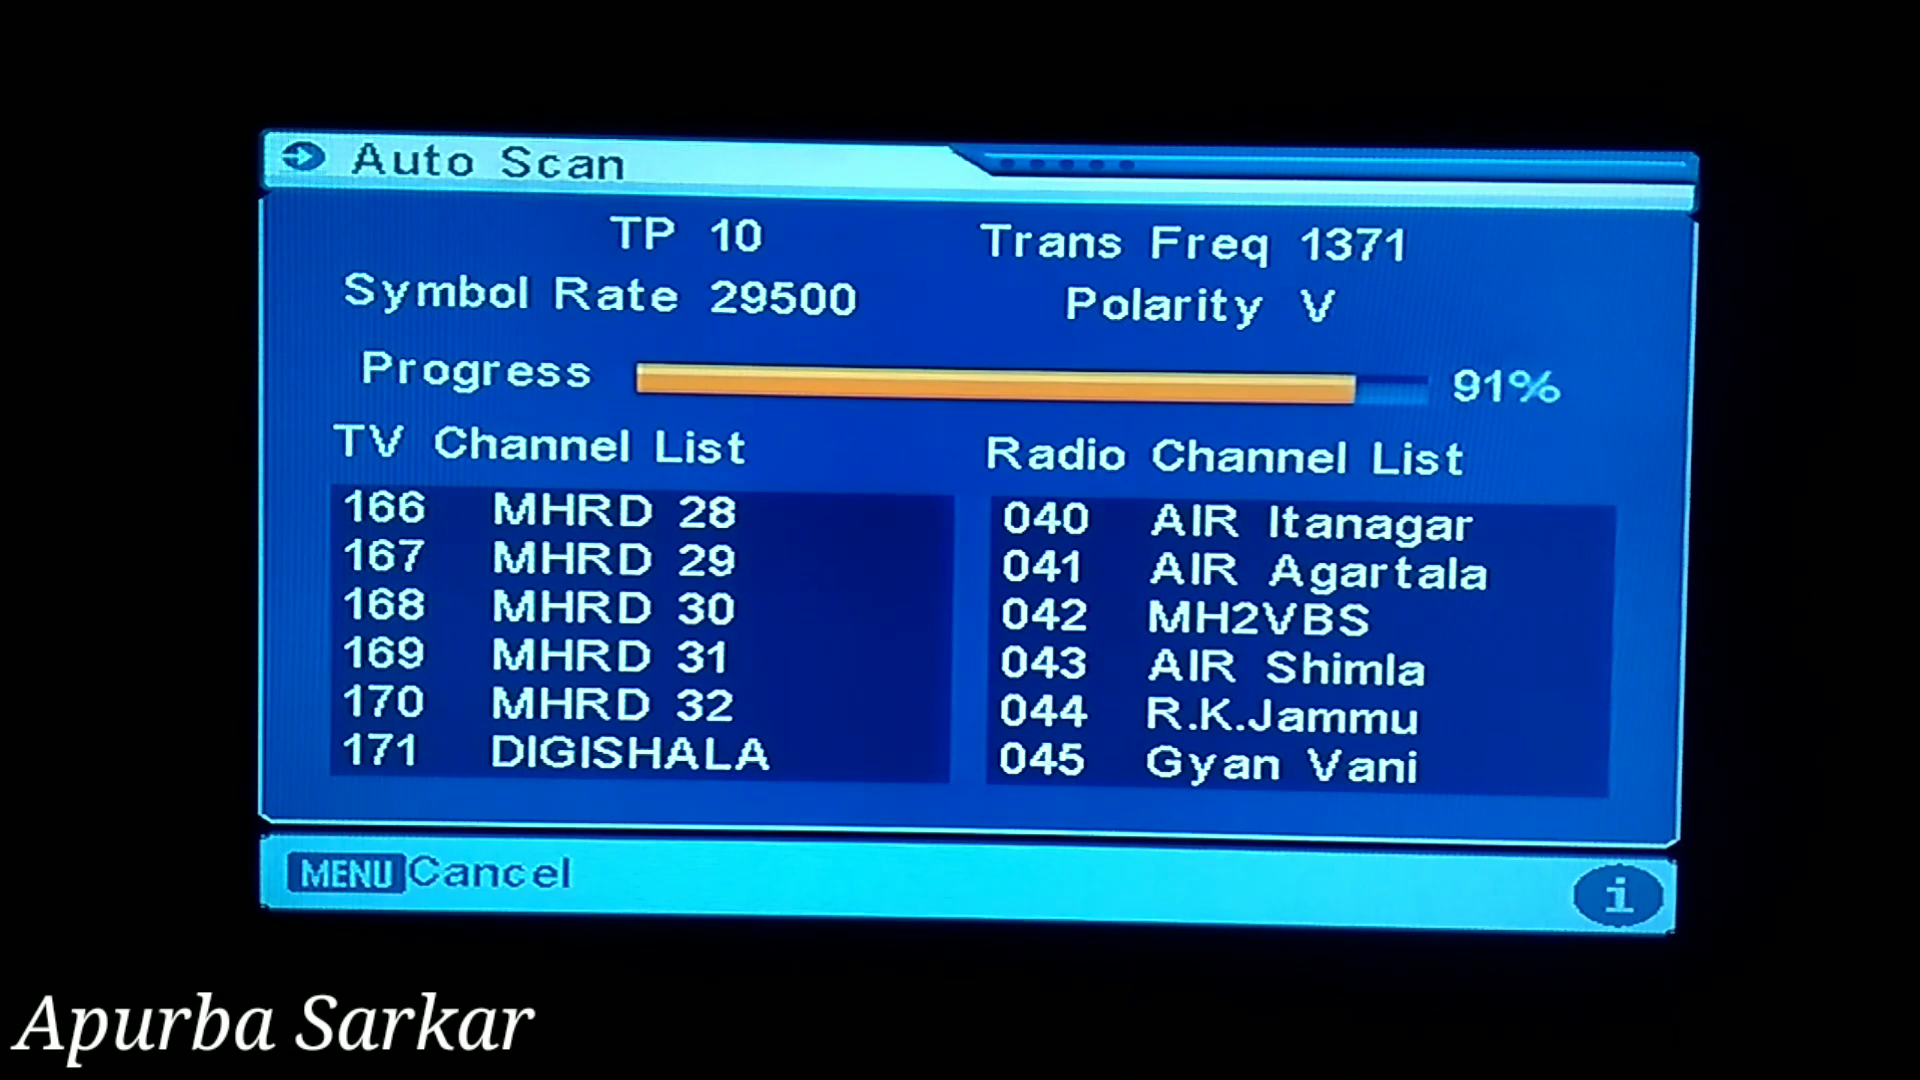 Auto Scan
TP 10 Trans Freq 1371
Symbol Rate 29500 Polarity V
Progress 91%
TV Channel List
166 MHRD 28
167 MHRD 29
168 MHRD 30
169 MHRD 31
170 MHRD 32
171 DIGISHALA
Radio Channel List
040 AIR Itanagar
041 AIR Agartala
042 MH2VBS
043 AIR Shimla
044 R.K.Jammu
045 Gyan Vani
MENU Cancel
i
Apurba Sarkar